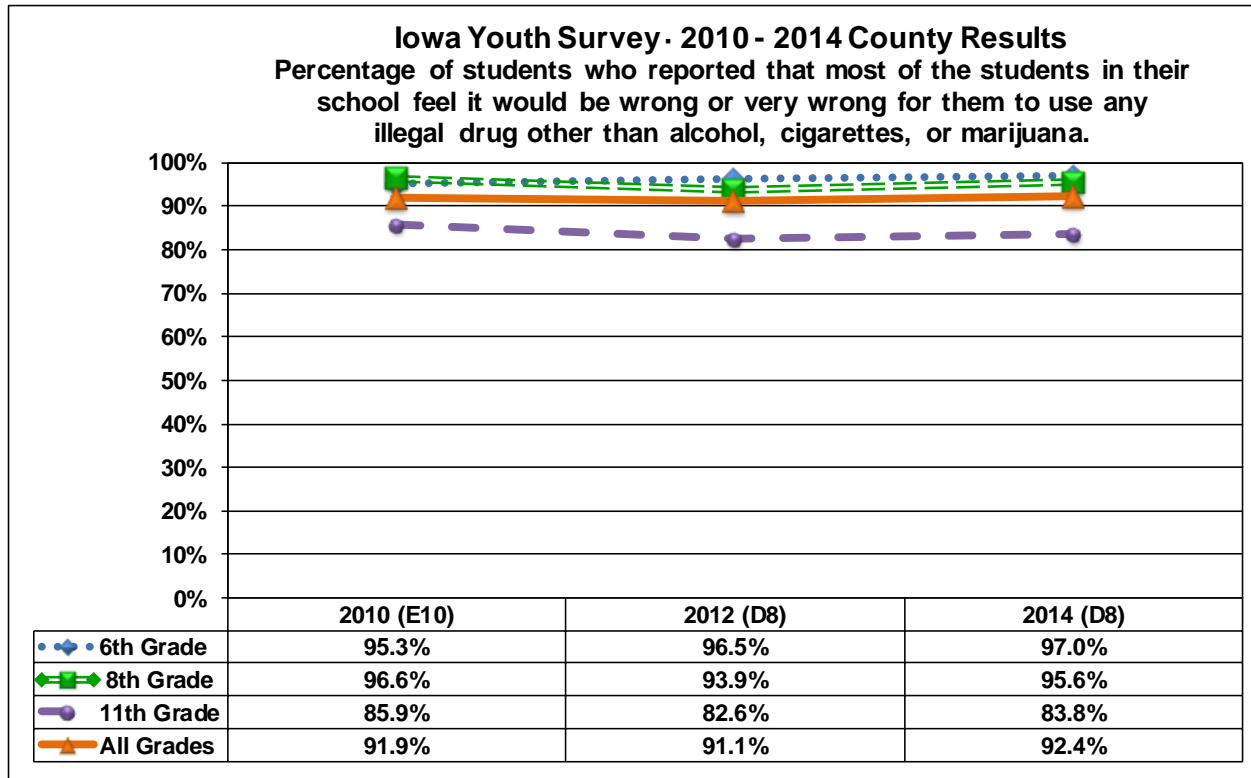 Iowa Youth Survey · 2010 - 2014 County Results
Percentage of students who reported that most of the students in their
school feel it would be wrong or very wrong for them to use any
illegal drug other than alcohol, cigarettes, or marijuana.
100%
90%
80%
70%
60%
50%
40%
30%
20%
10%
0%
2010 (E10) 2012 (D8) 2014 (D8)
6th Grade 95.3% 96.5% 97.0%
8th Grade 96.6% 93.9% 95.6%
11th Grade 85.9% 82.6% 83.8%
All Grades 91.9% 91.1% 92.4%